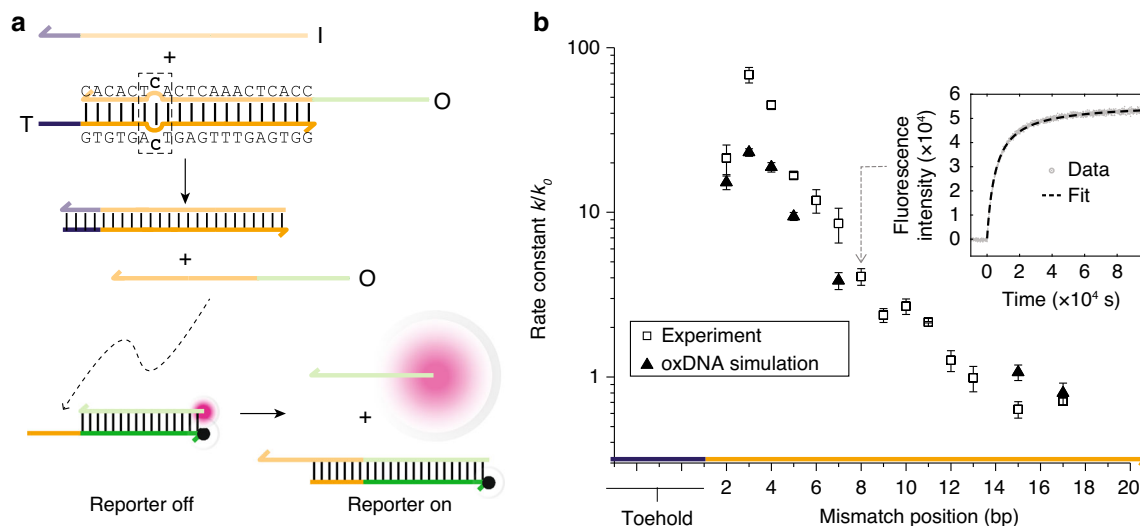 a
I
+
C
CACACT ACTCAAACTCACC
O
T
GTGTGA TGAGTTTGAGTGG
C
+
O
+
Reporter off
Reporter on
b
100
10
1
Rate constant k/k0
Experiment
oxDNA simulation
Fluorescence
intensity (×10⁴)
6
5
4
3
2
1
0
Data
Fit
0 2 4 6 8
Time (×10⁴ s)
2 4 6 8 10 12 14 16 18 20
Toehold
Mismatch position (bp)